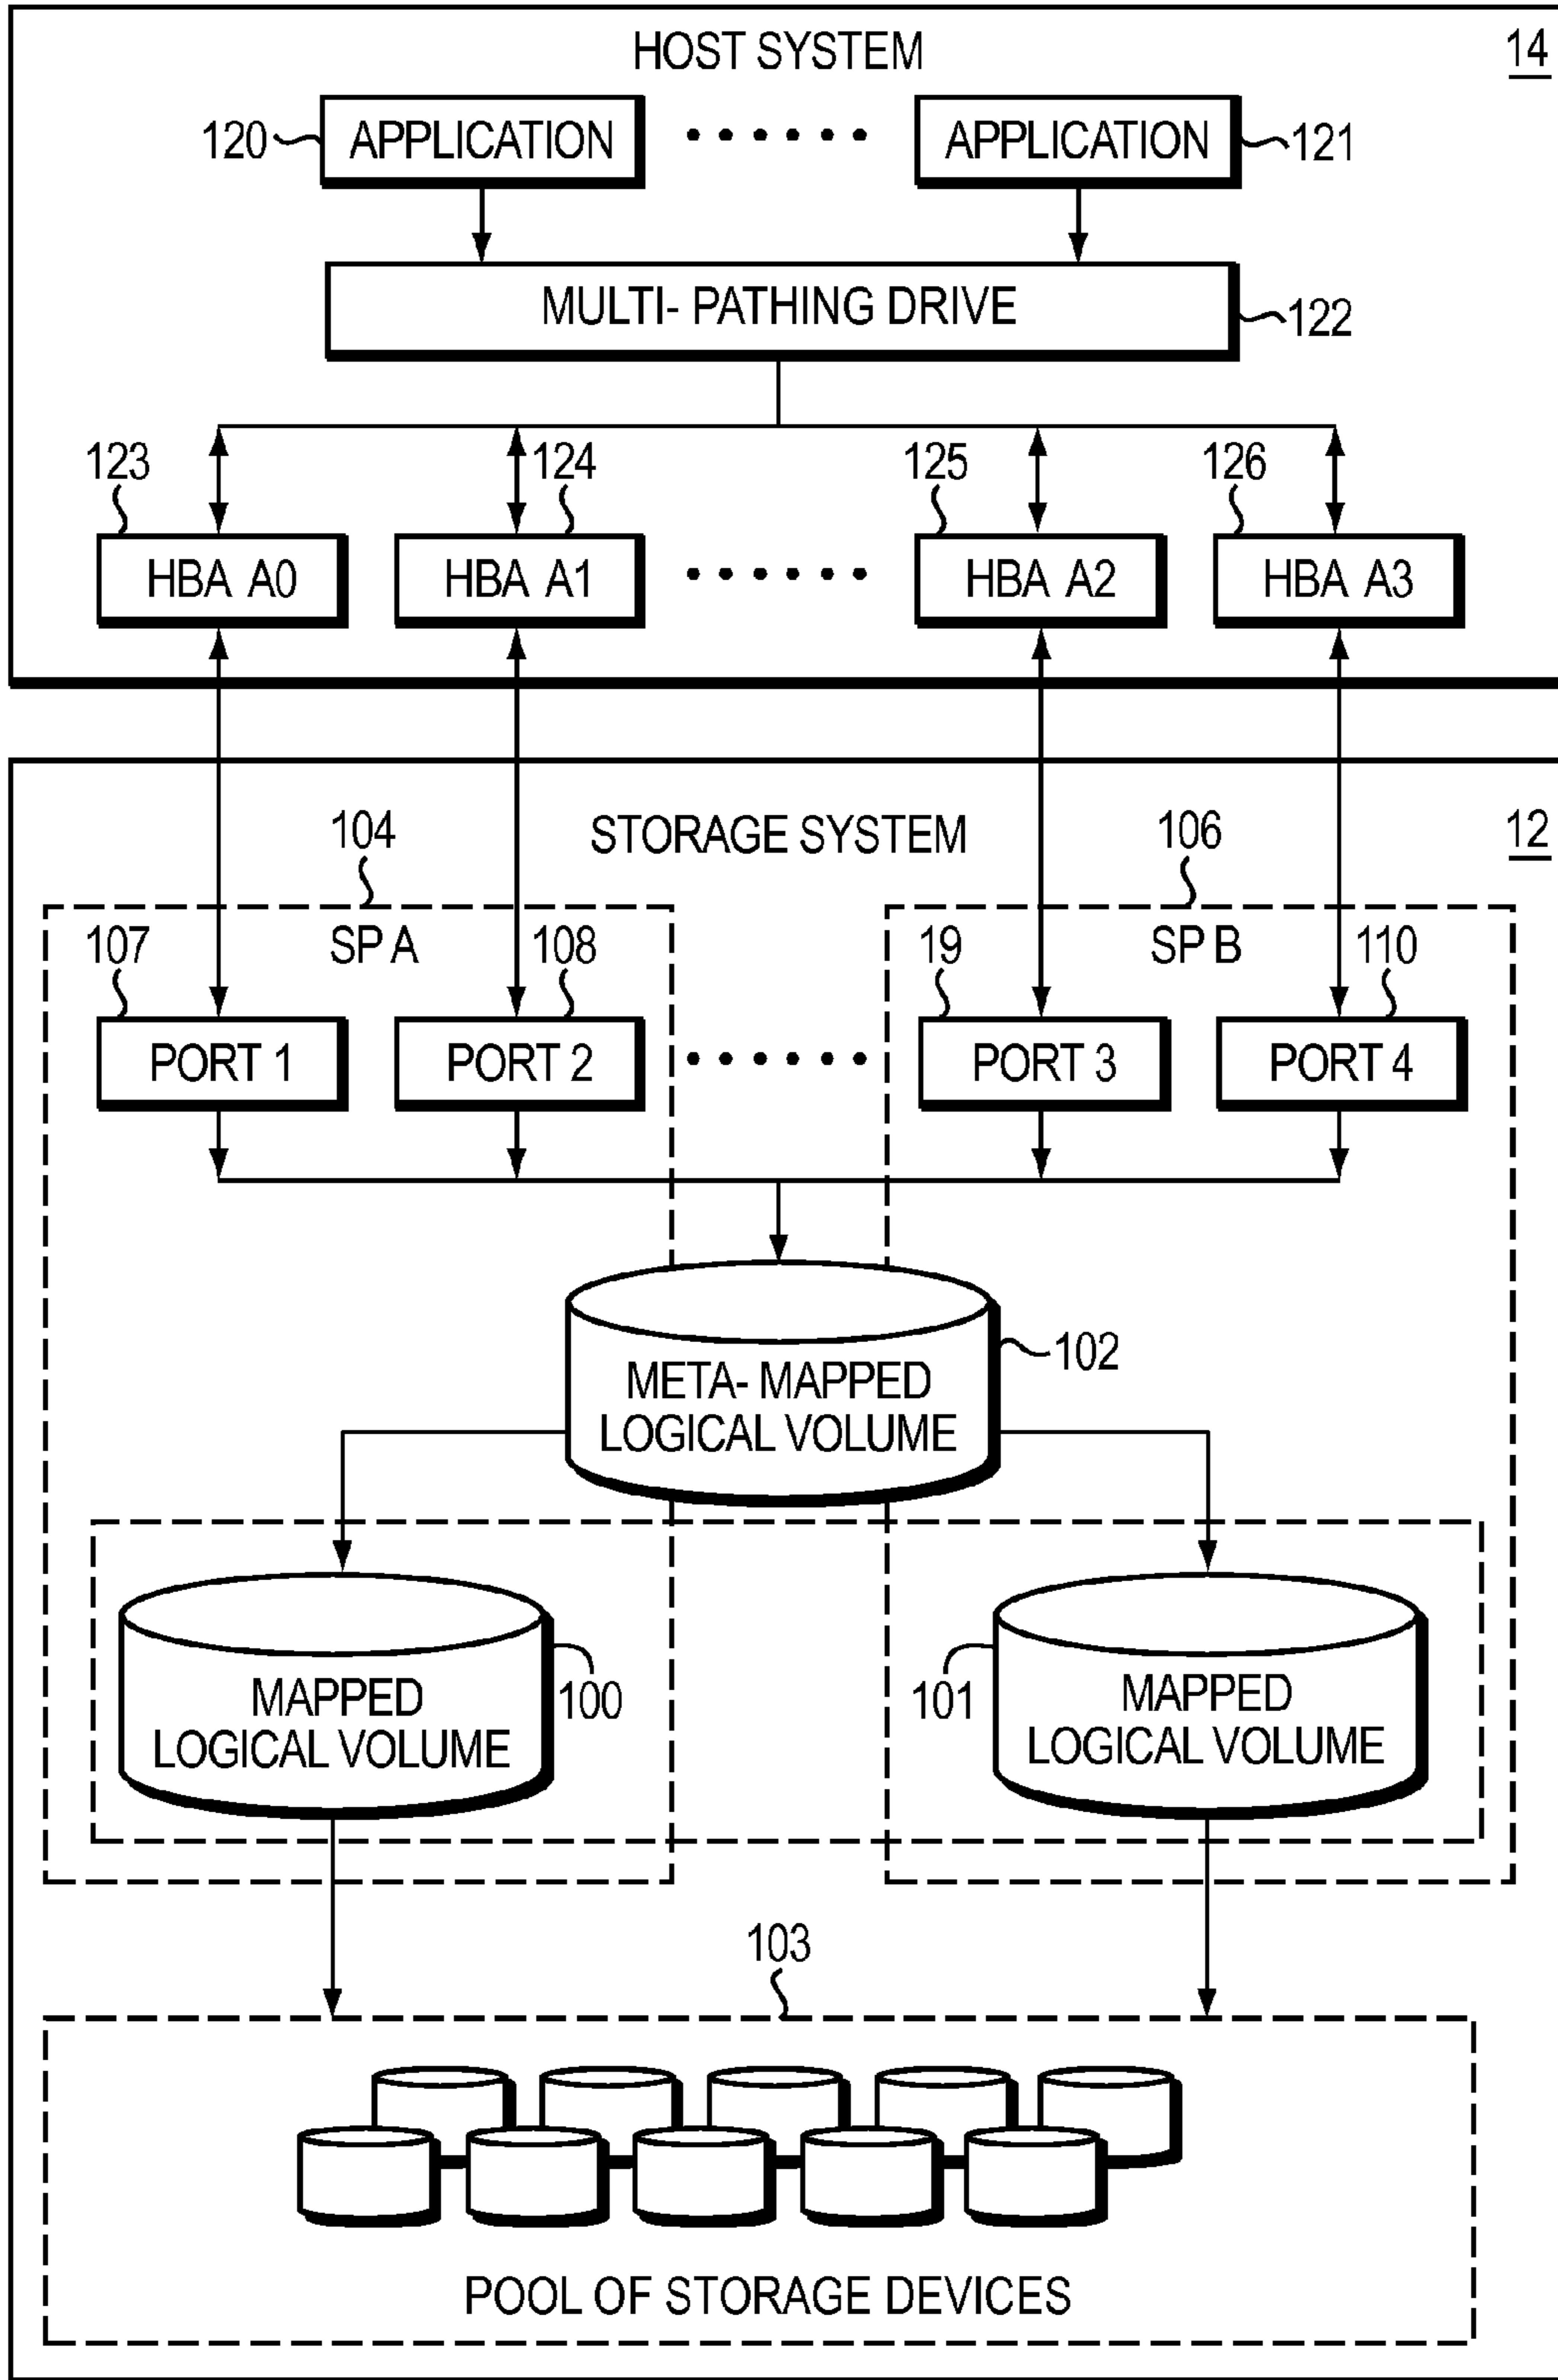 HOST SYSTEM 14
120 APPLICATION APPLICATION 121
MULTI- PATHING DRIVE 122
123 124 125 126
HBA A0 HBA A1 HBA A2 HBA A3
104 STORAGE SYSTEM 106 12
107 SP A 108 19 SP B 110
PORT 1 PORT 2 PORT 3 PORT 4
META- MAPPED
LOGICAL VOLUME
102
MAPPED
LOGICAL VOLUME
100
101
MAPPED
LOGICAL VOLUME
103
POOL OF STORAGE DEVICES